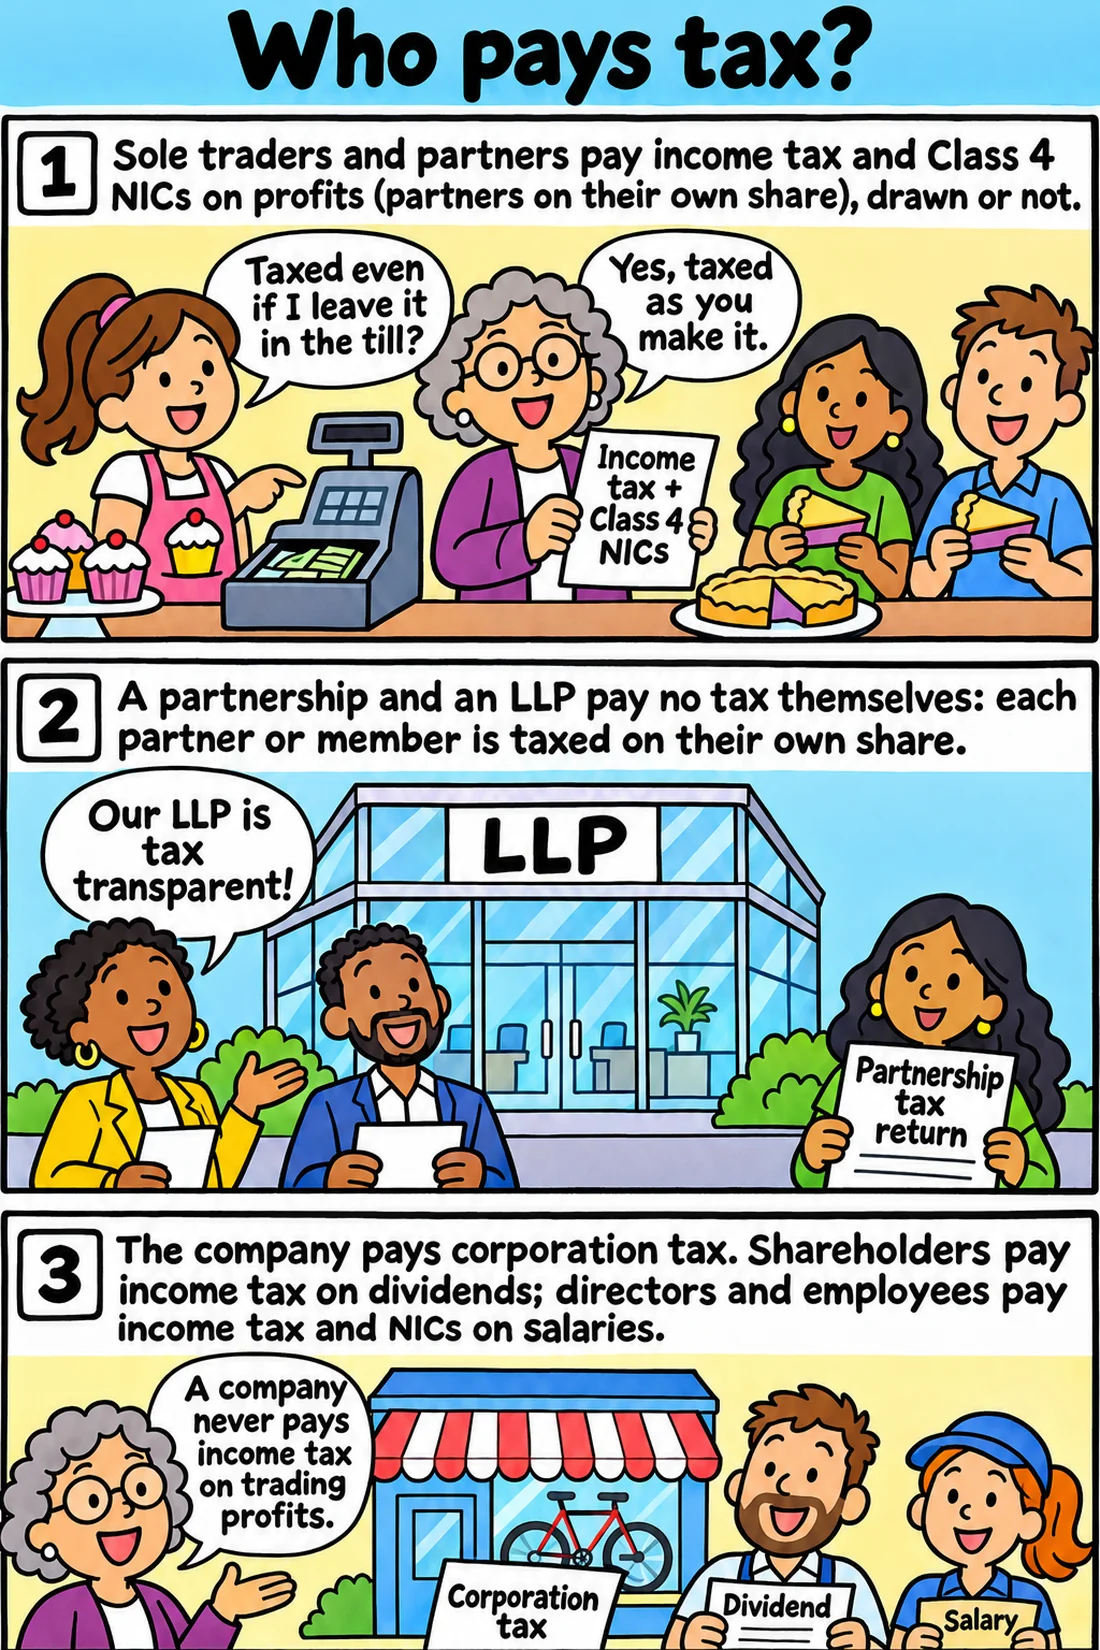 Who pays tax?
1
Sole traders and partners pay income tax and Class 4
NICs on profits (partners on their own share), drawn or not.
Taxed even
if I leave it
in the till?
Yes, taxed
as you
make it.
Income
tax +
Class 4
NICs
2
A partnership and an LLP pay no tax themselves: each
partner or member is taxed on their own share.
Our LLP is
tax
transparent!
LLP
Partnership
tax
return
3
The company pays corporation tax. Shareholders pay
income tax on dividends; directors and employees pay
income tax and NICs on salaries.
A company
never pays
income tax
on trading
profits.
Corporation
tax
Dividend
Salary